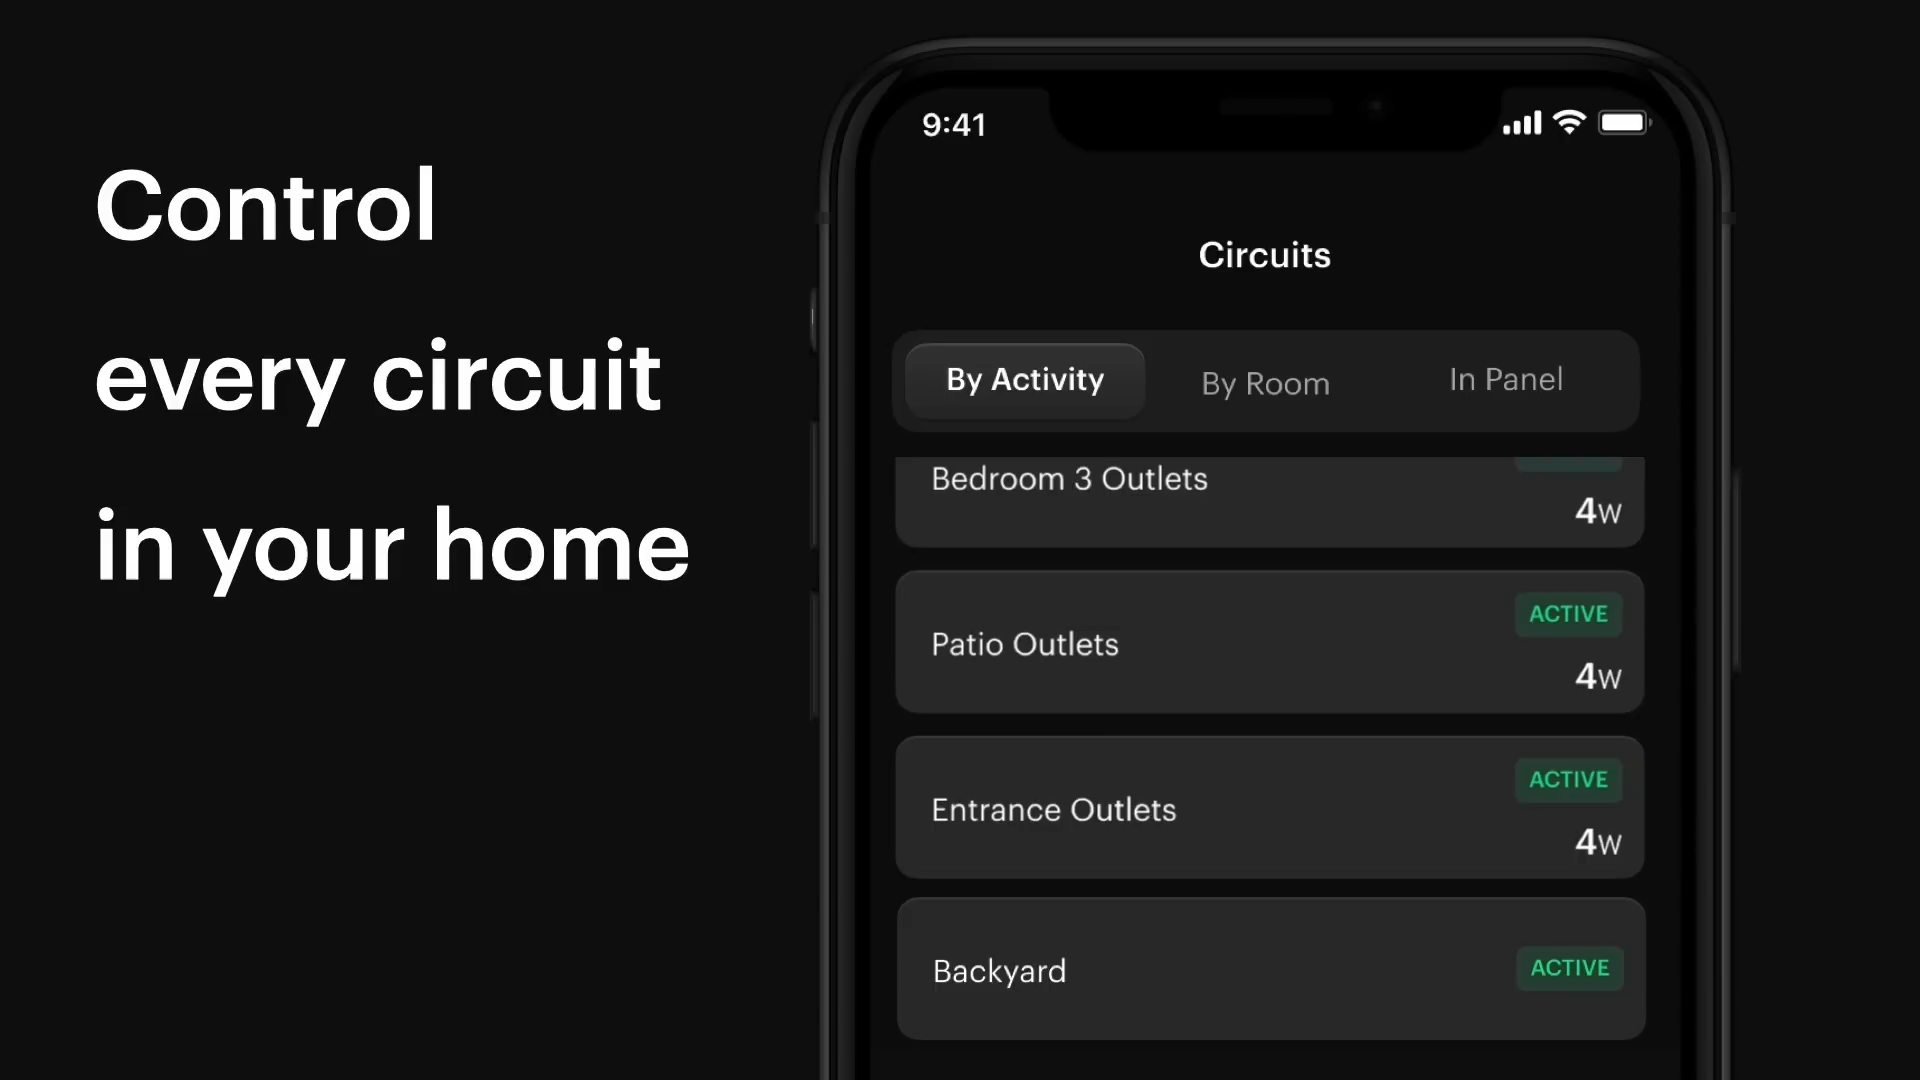 Control
every circuit
in your home
9:41
Circuits
By Activity
By Room
In Panel
Bedroom 3 Outlets
4W
ACTIVE
Patio Outlets
4W
ACTIVE
Entrance Outlets
4W
Backyard
ACTIVE